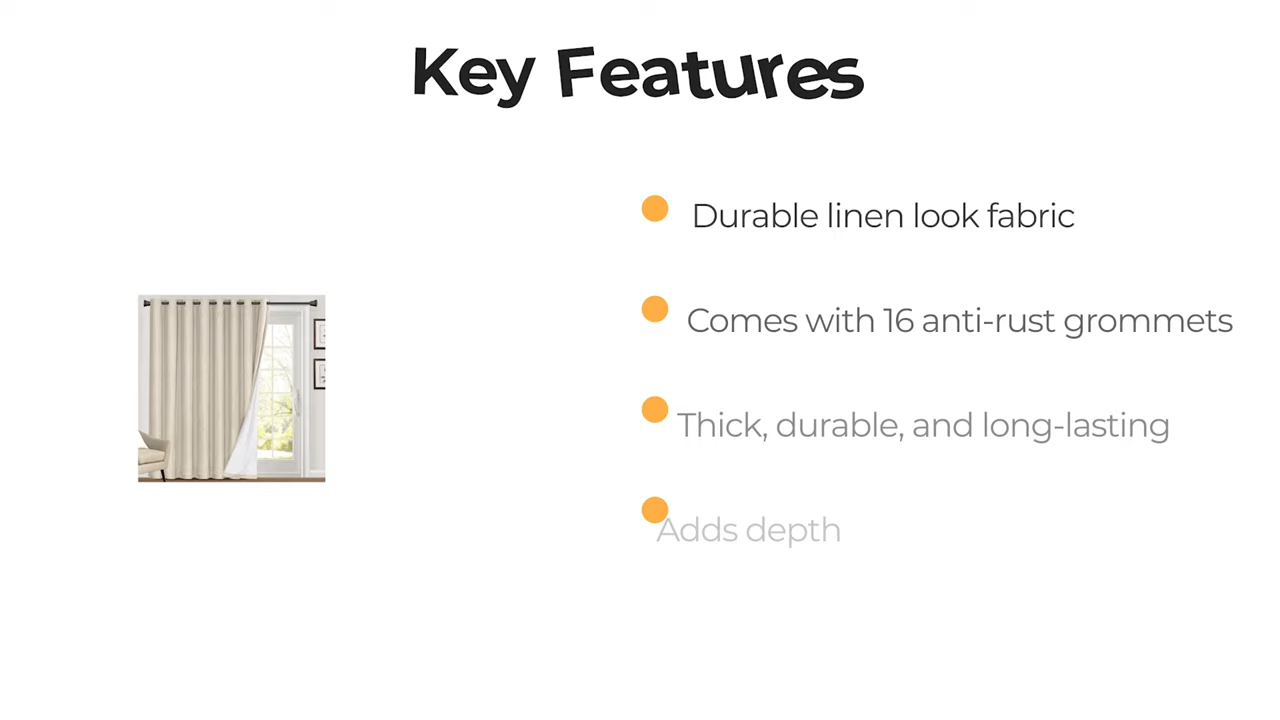 Key Features
Durable linen look fabric
Comes with 16 anti-rust grommets
Thick, durable, and long-lasting
Adds depth